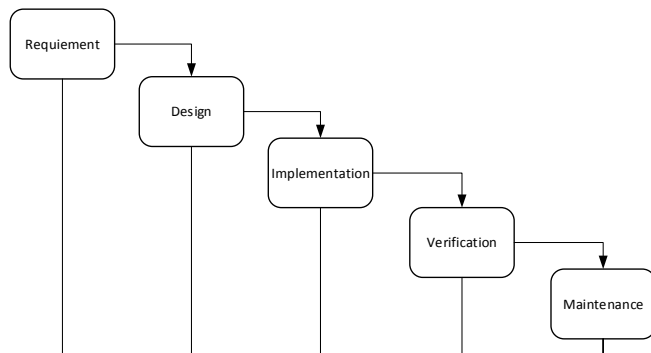 Requiement
Design
Implementation
Verification
Maintenance